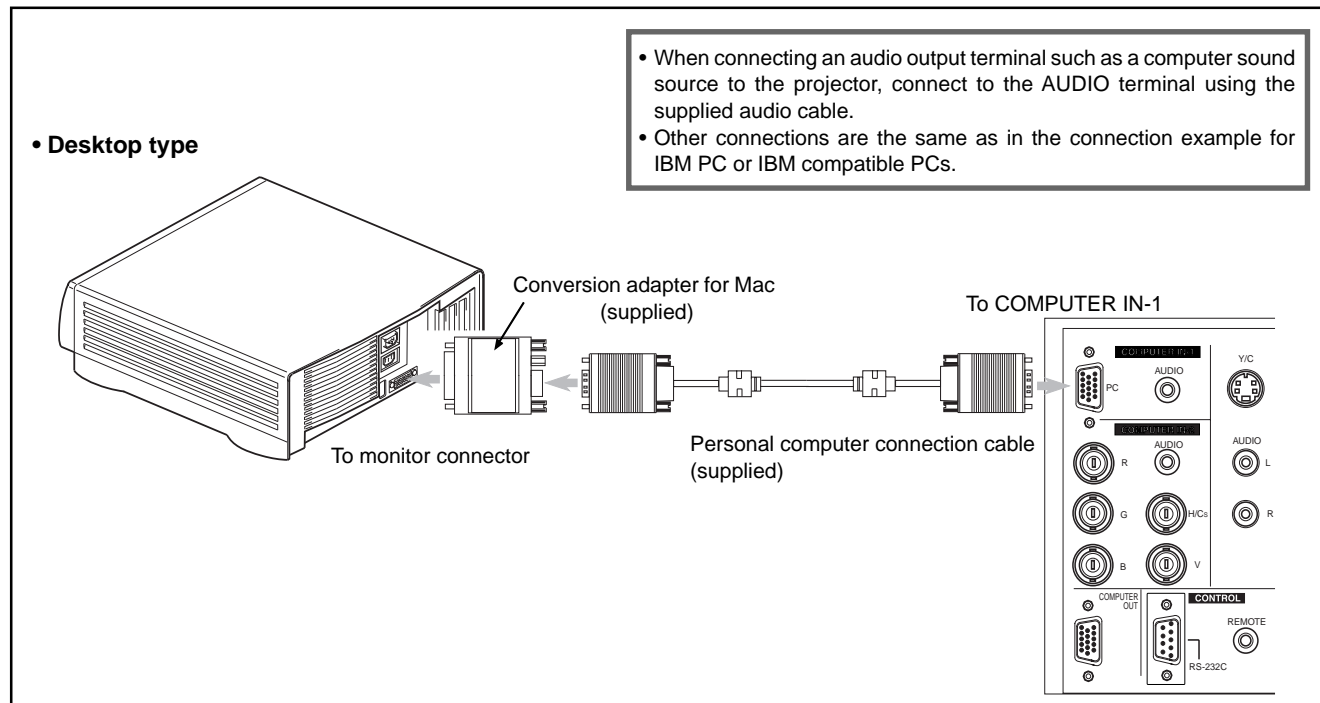 • When connecting an audio output terminal such as a computer sound
source to the projector, connect to the AUDIO terminal using the
supplied audio cable.
• Other connections are the same as in the connection example for
IBM PC or IBM compatible PCs.
• Desktop type
Conversion adapter for Mac
(supplied)
To COMPUTER IN-1
To monitor connector
Personal computer connection cable
(supplied)
COMPUTER IN-1
Y/C
AUDIO
PC
AUDIO
AUDIO
R
L
G
H/Cs
R
B
V
COMPUTER
OUT
CONTROL
REMOTE
RS-232C